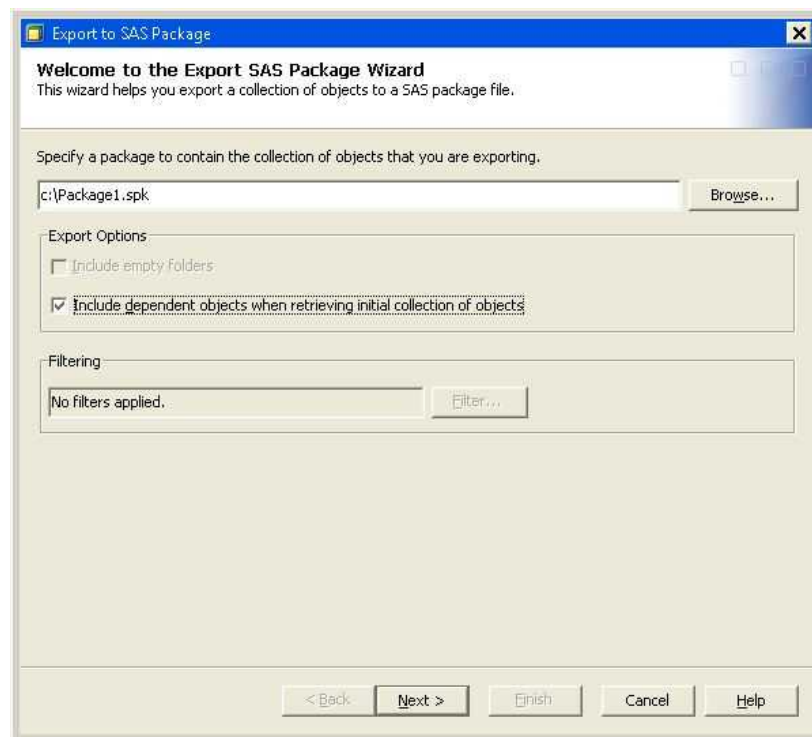 Export to SAS Package
Welcome to the Export SAS Package Wizard
This wizard helps you export a collection of objects to a SAS package file.
Specify a package to contain the collection of objects that you are exporting.
c:\Package1.spk
Browse...
Export Options
Include empty folders
Include dependent objects when retrieving initial collection of objects
Filtering
No filters applied.
Filter...
< Back
Next >
Finish
Cancel
Help